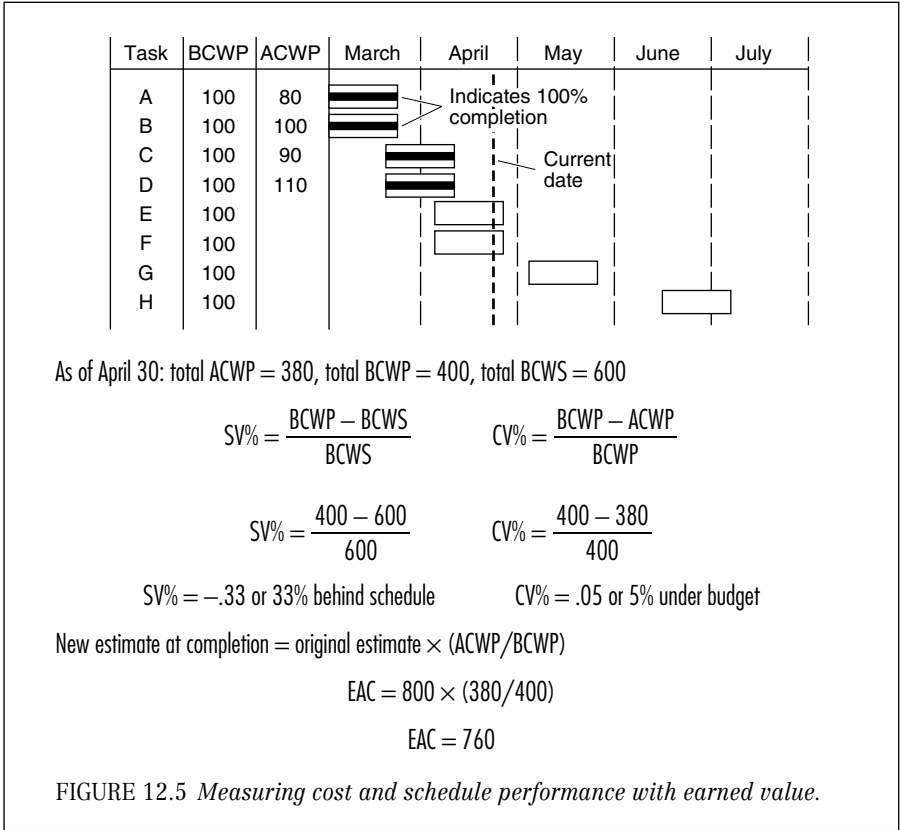 Task BCWP ACWP March April May June July
A 100 80
Indicates 100%
completion
B 100 100
C 100 90
Current
date
D 100 110
E 100
F 100
G 100
H 100
As of April 30: total ACWP = 380, total BCWP = 400, total BCWS = 600
SV% = (BCWP – BCWS)/BCWS CV% = (BCWP – ACWP)/BCWP
SV% = (400 – 600)/600 CV% = (400 – 380)/400
SV% = –.33 or 33% behind schedule CV% = .05 or 5% under budget
New estimate at completion = original estimate × (ACWP/BCWP)
EAC = 800 × (380/400)
EAC = 760
FIGURE 12.5 Measuring cost and schedule performance with earned value.